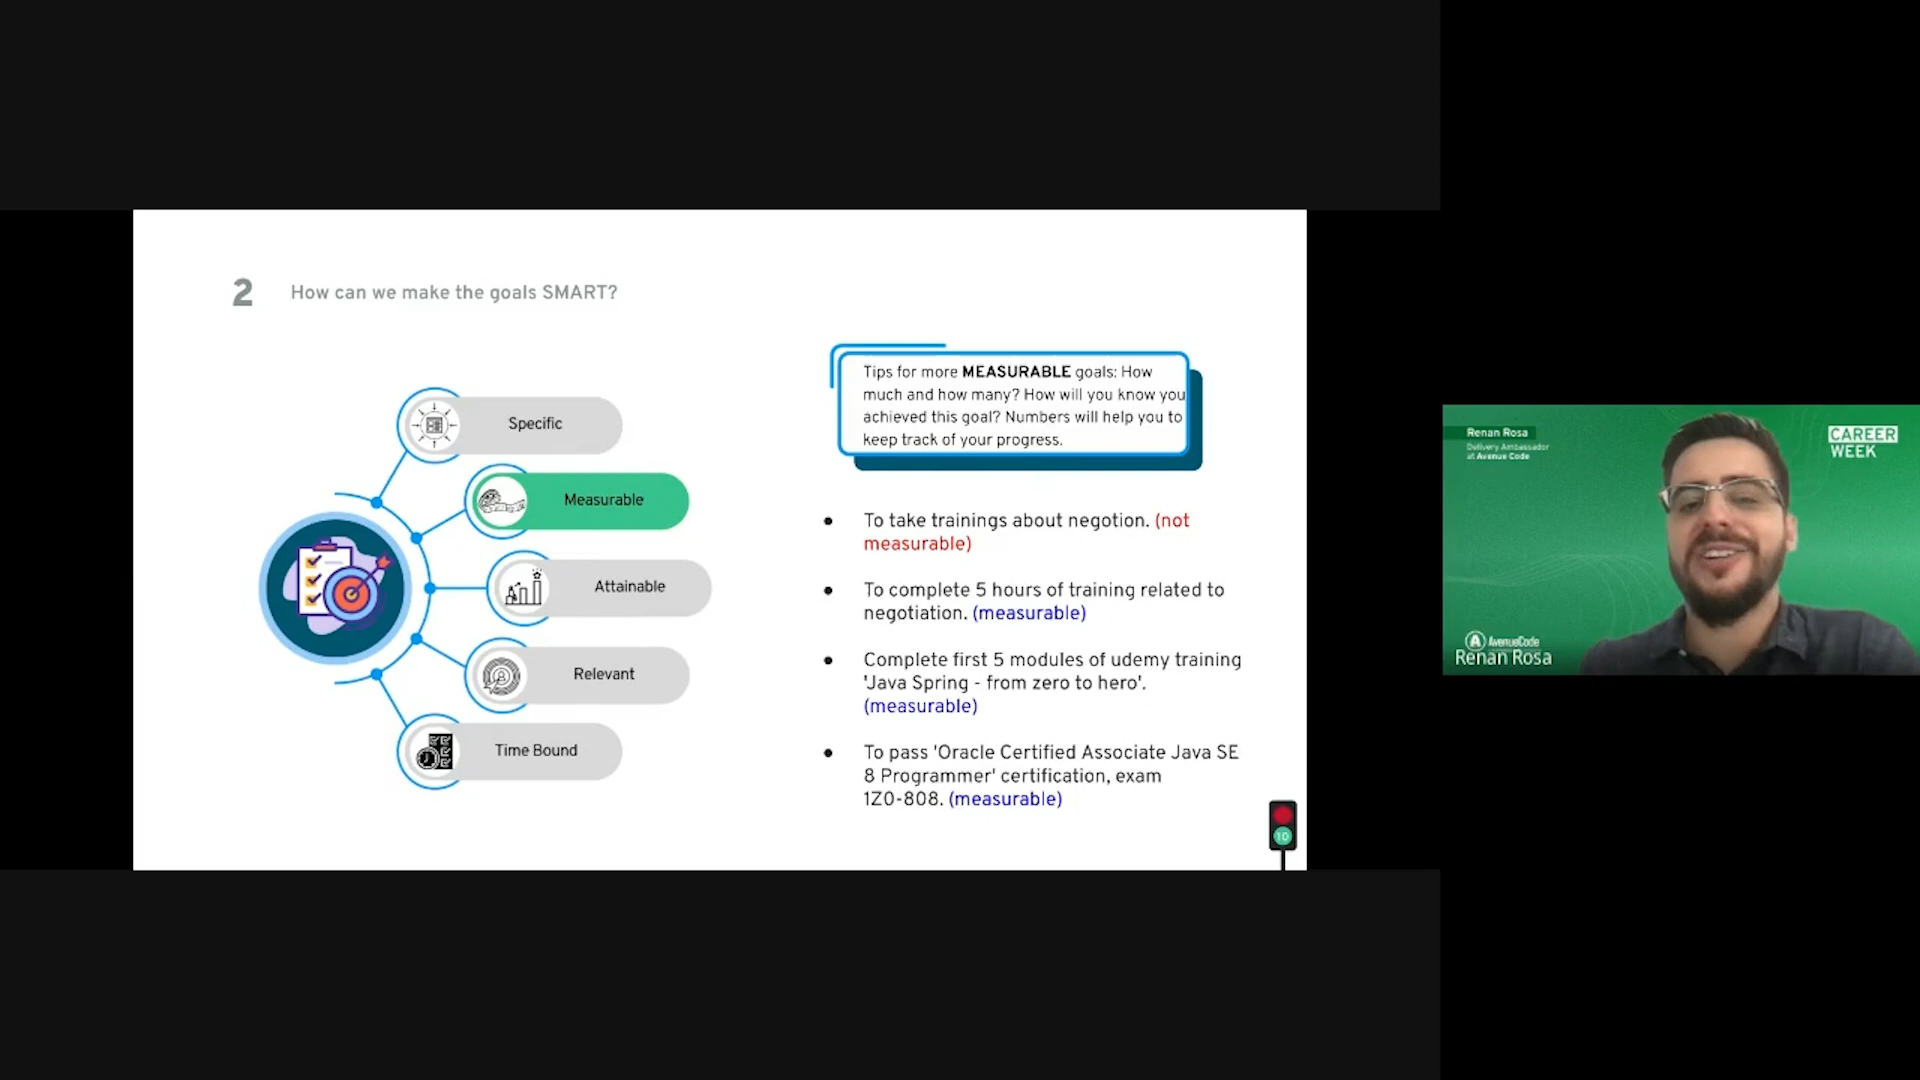 2 How can we make the goals SMART?
Specific
Measurable
Attainable
Relevant
Time Bound
Tips for more MEASURABLE goals: How
much and how many? How will you know you
achieved this goal? Numbers will help you to
keep track of your progress.
● To take trainings about negotion. (not
measurable)
● To complete 5 hours of training related to
negotiation. (measurable)
● Complete first 5 modules of udemy training
'Java Spring - from zero to hero'.
(measurable)
● To pass 'Oracle Certified Associate Java SE
8 Programmer' certification, exam
1Z0-808. (measurable)
10
Renan Rosa
Delivery Ambassador
at Avenue Code
CAREER
WEEK
AvenueCode
Renan Rosa